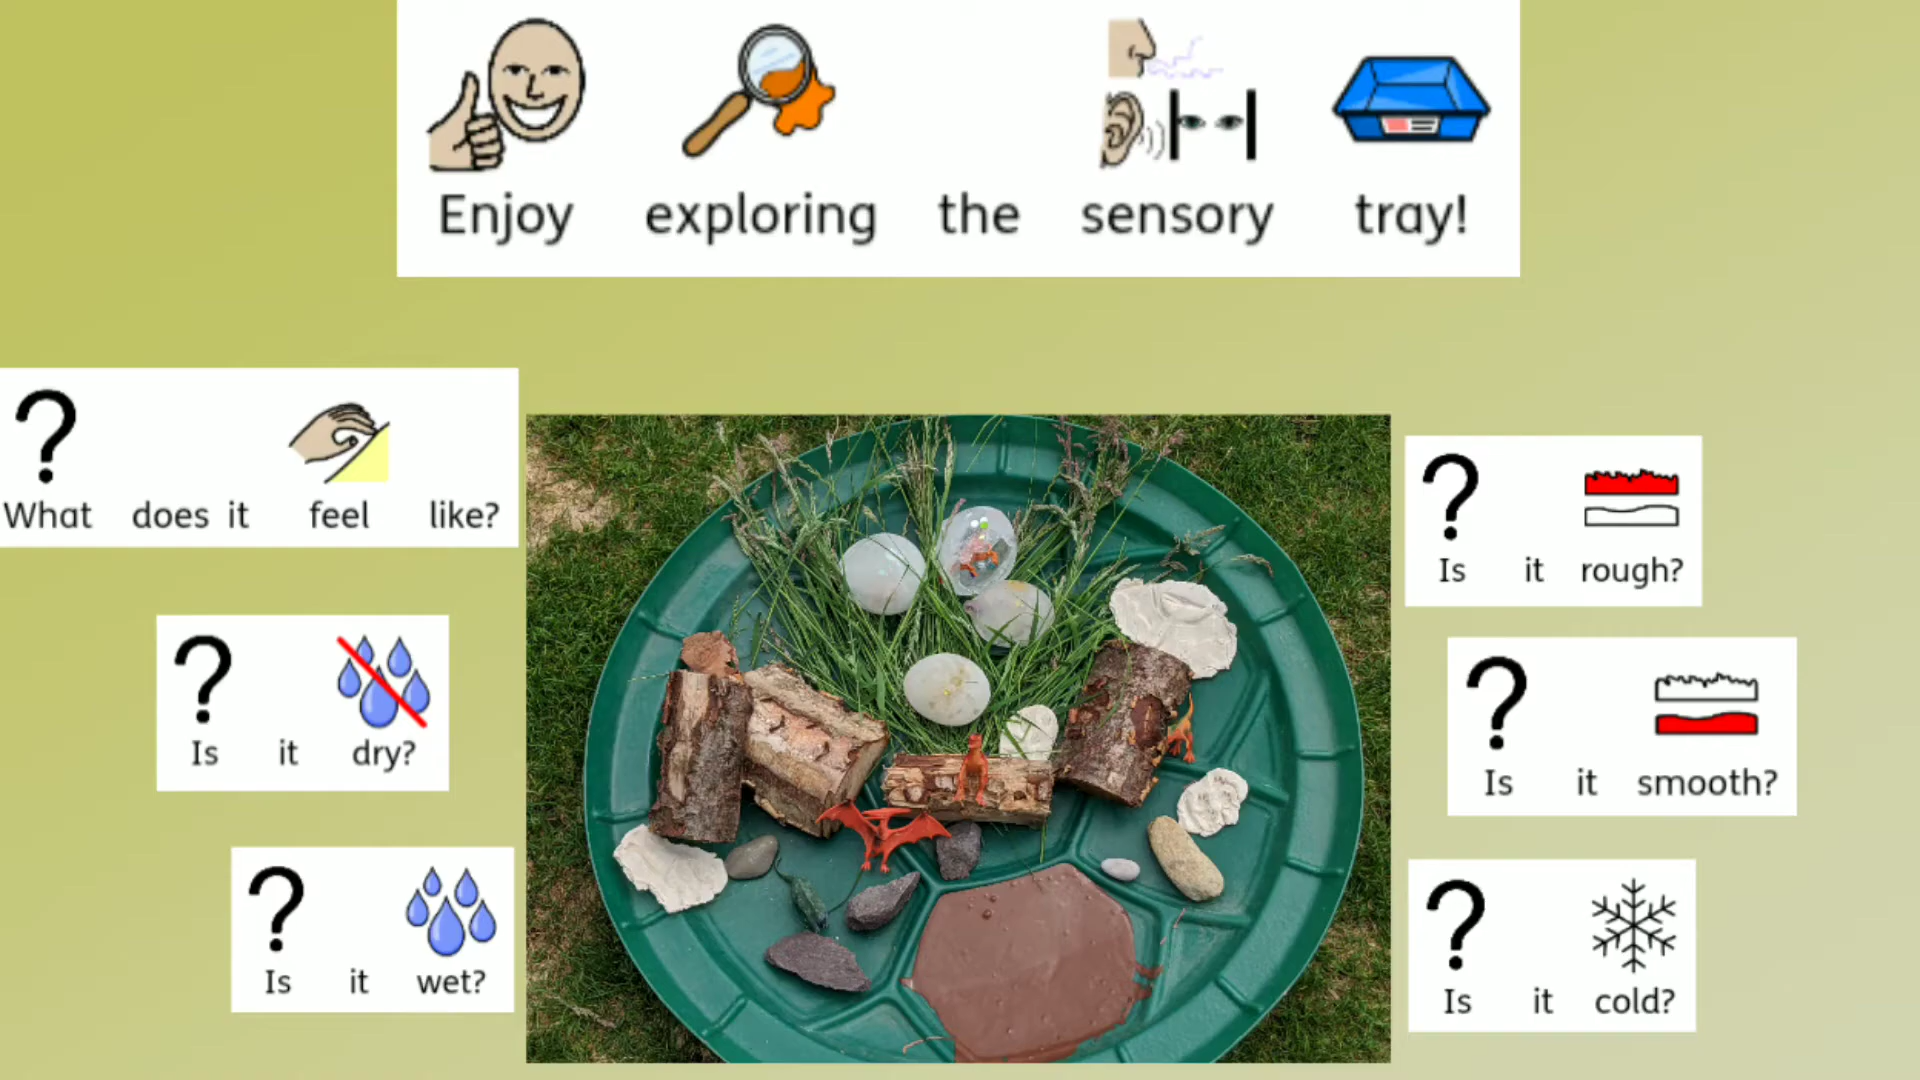 Enjoy exploring the sensory tray!
What does it feel like?
Is it dry?
Is it wet?
Is it rough?
Is it smooth?
Is it cold?